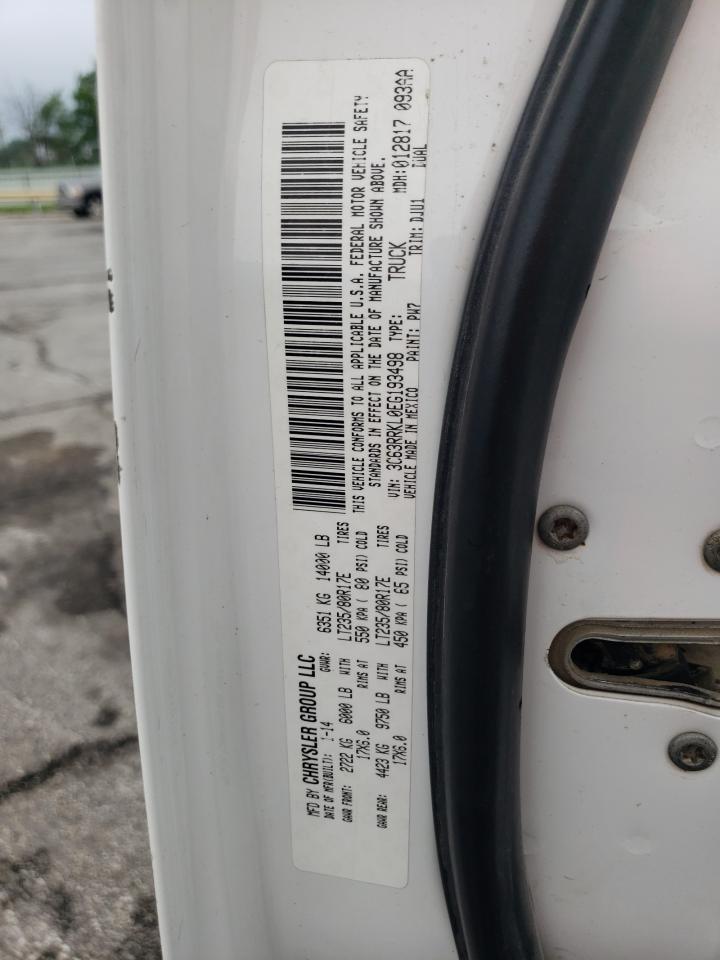 MFD BY CHRYSLER GROUP LLC
DATE OF MFR(BUILT): 1-14 GVWR: 6351 KG 14000 LB
GAWR FRONT: 2722 KG 6000 LB WITH LT235/80R17E TIRES
17X6.0 RIMS AT 550 KPA ( 80 PSI) COLD
GAWR REAR: 4423 KG 9750 LB WITH LT235/80R17E TIRES
17X6.0 RIMS AT 450 KPA ( 65 PSI) COLD
THIS VEHICLE CONFORMS TO ALL APPLICABLE U.S.A. FEDERAL MOTOR VEHICLE SAFETY
STANDARDS IN EFFECT ON THE DATE OF MANUFACTURE SHOWN ABOVE.
VIN: 3C63RRKL0EG193498 TYPE: TRUCK MDH:012817 093AA
VEHICLE MADE IN MEXICO PAINT: PW7 TRIM: DJU1 DUAL